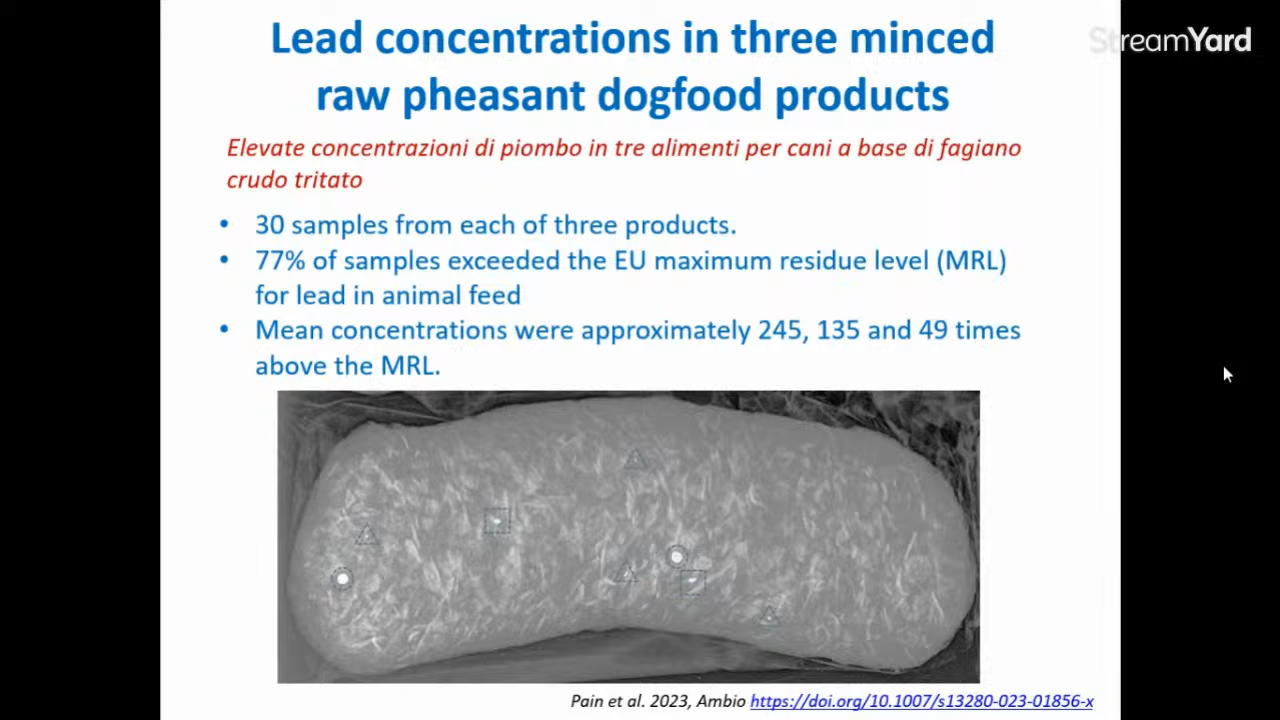 Lead concentrations in three minced
raw pheasant dogfood products
StreamYard
Elevate concentrazioni di piombo in tre alimenti per cani a base di fagiano
crudo tritato
• 30 samples from each of three products.
• 77% of samples exceeded the EU maximum residue level (MRL)
for lead in animal feed
• Mean concentrations were approximately 245, 135 and 49 times
above the MRL.
Pain et al. 2023, Ambio https://doi.org/10.1007/s13280-023-01856-x